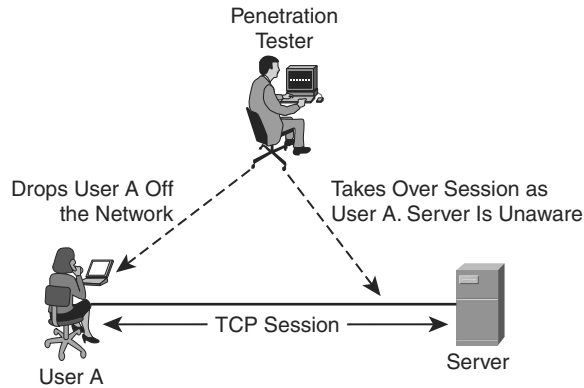 Penetration
Tester
Drops User A Off
the Network
Takes Over Session as
User A. Server Is Unaware
TCP Session
User A
Server